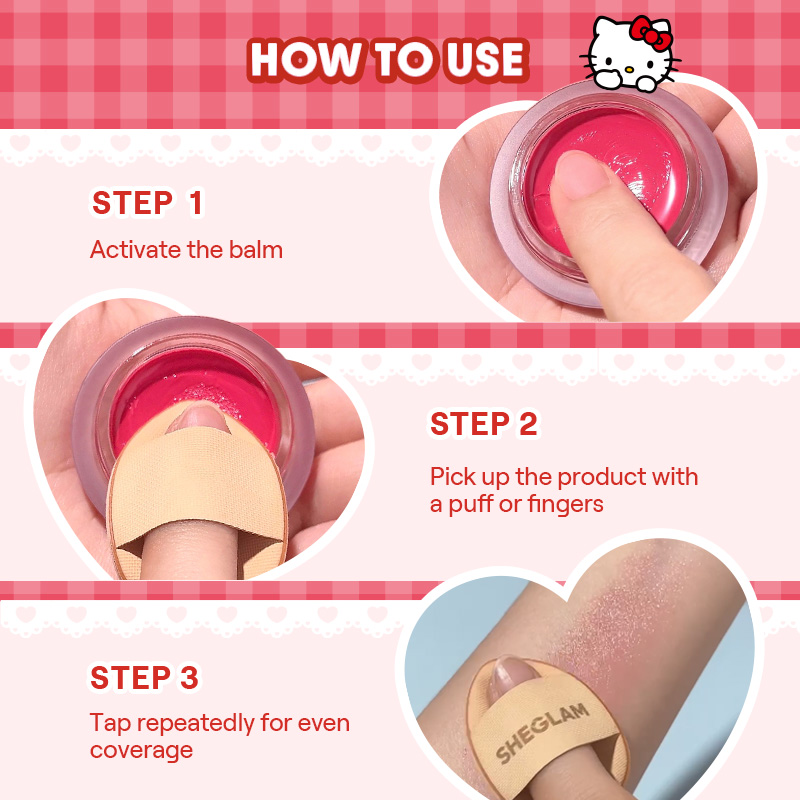 HOW TO USE
STEP 1
Activate the balm
STEP 2
Pick up the product with
a puff or fingers
STEP 3
Tap repeatedly for even
coverage
SHEGLAM